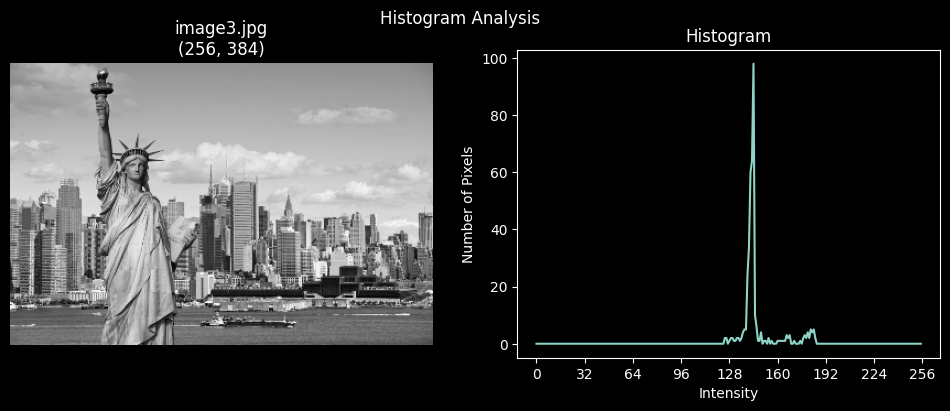 Histogram Analysis
image3.jpg
(256, 384)
Histogram
Number of Pixels
100
80
60
40
20
0
0 32 64 96 128 160 192 224 256
Intensity